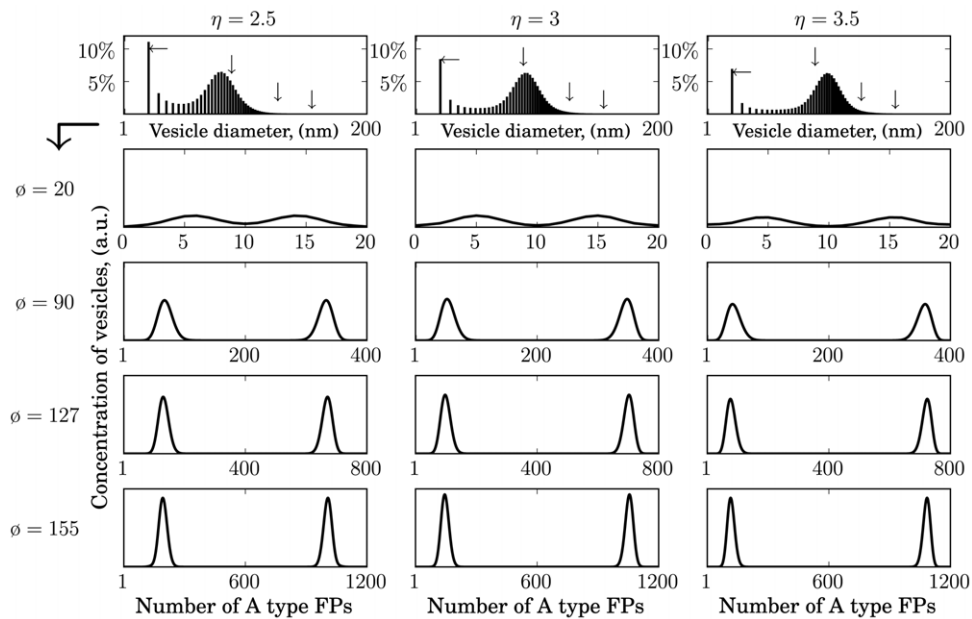 η = 2.5 η = 3 η = 3.5
10% 10% 10%
5% 5% 5%
1 Vesicle diameter, (nm) 200 1 Vesicle diameter, (nm) 200 1 Vesicle diameter, (nm) 200
ø = 20
0 5 10 15 20 0 5 10 15 20 0 5 10 15 20
ø = 90
1 200 400 1 200 400 1 200 400
ø = 127
1 400 800 1 400 800 1 400 800
ø = 155
1 600 1200 1 600 1200 1 600 1200
Number of A type FPs Number of A type FPs Number of A type FPs
Concentration of vesicles, (a.u.)